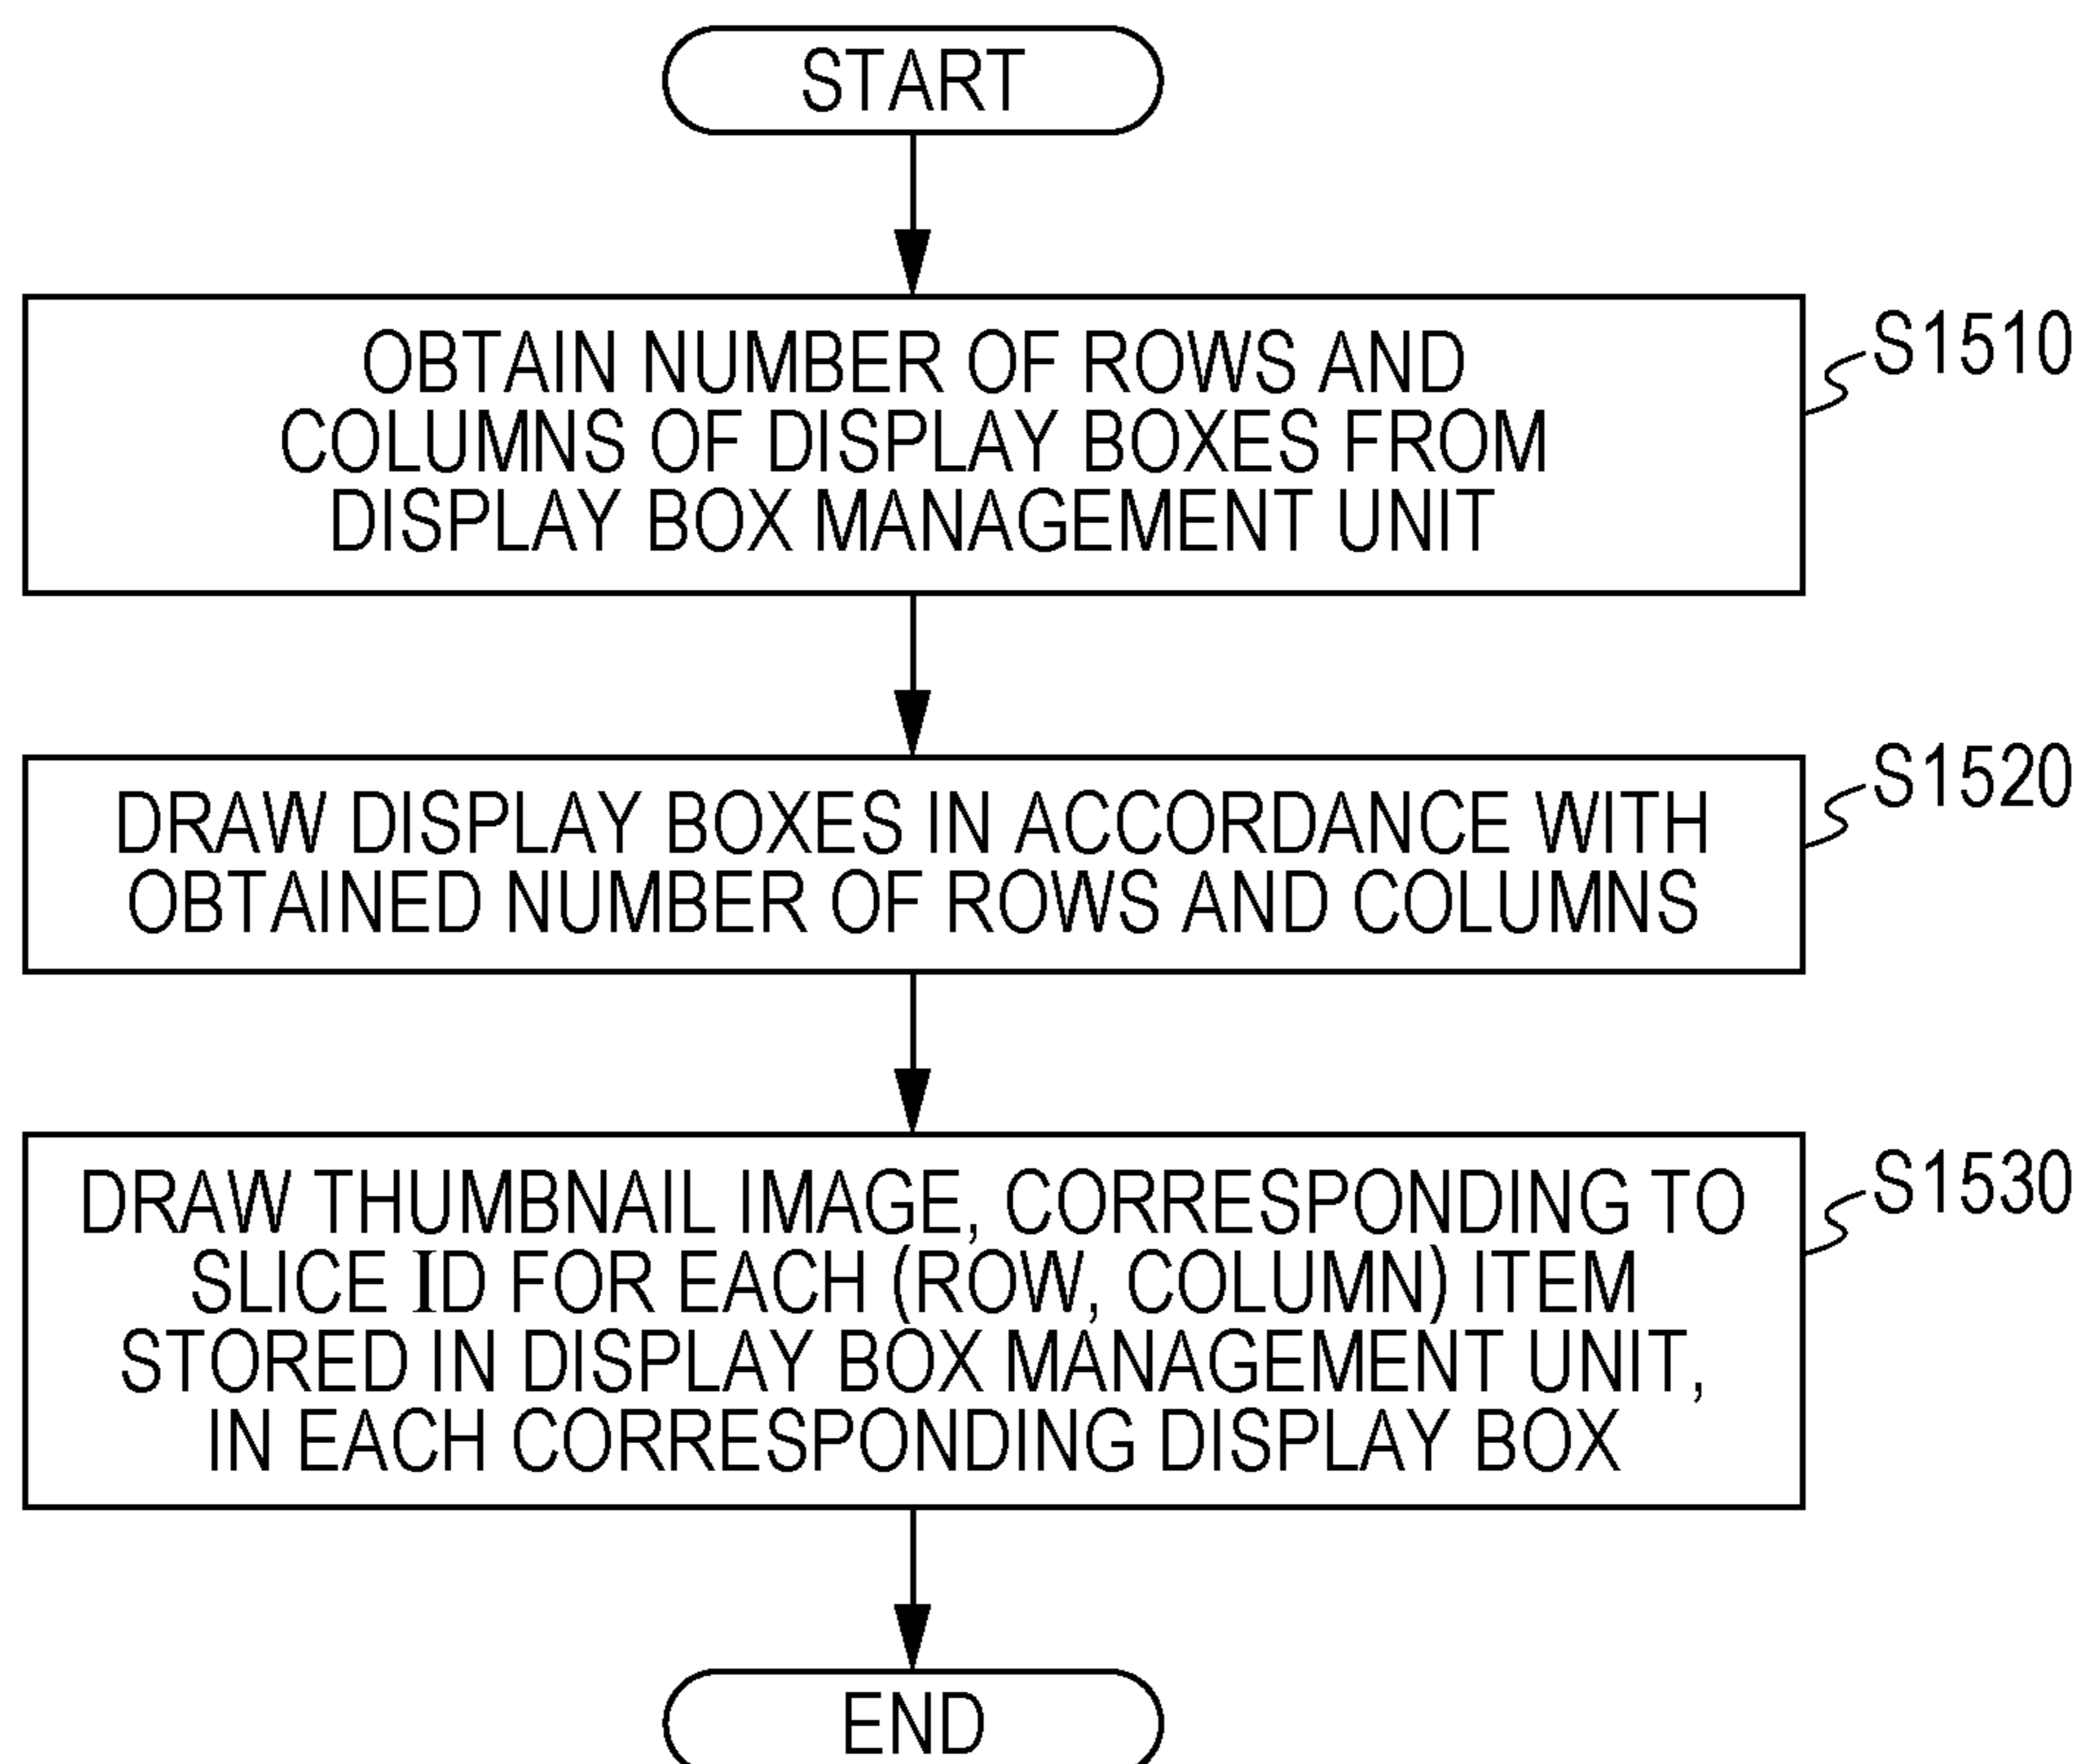 START
OBTAIN NUMBER OF ROWS AND
COLUMNS OF DISPLAY BOXES FROM
DISPLAY BOX MANAGEMENT UNIT
S1510
DRAW DISPLAY BOXES IN ACCORDANCE WITH
OBTAINED NUMBER OF ROWS AND COLUMNS
S1520
DRAW THUMBNAIL IMAGE, CORRESPONDING TO
SLICE ID FOR EACH (ROW, COLUMN) ITEM
STORED IN DISPLAY BOX MANAGEMENT UNIT,
IN EACH CORRESPONDING DISPLAY BOX
S1530
END